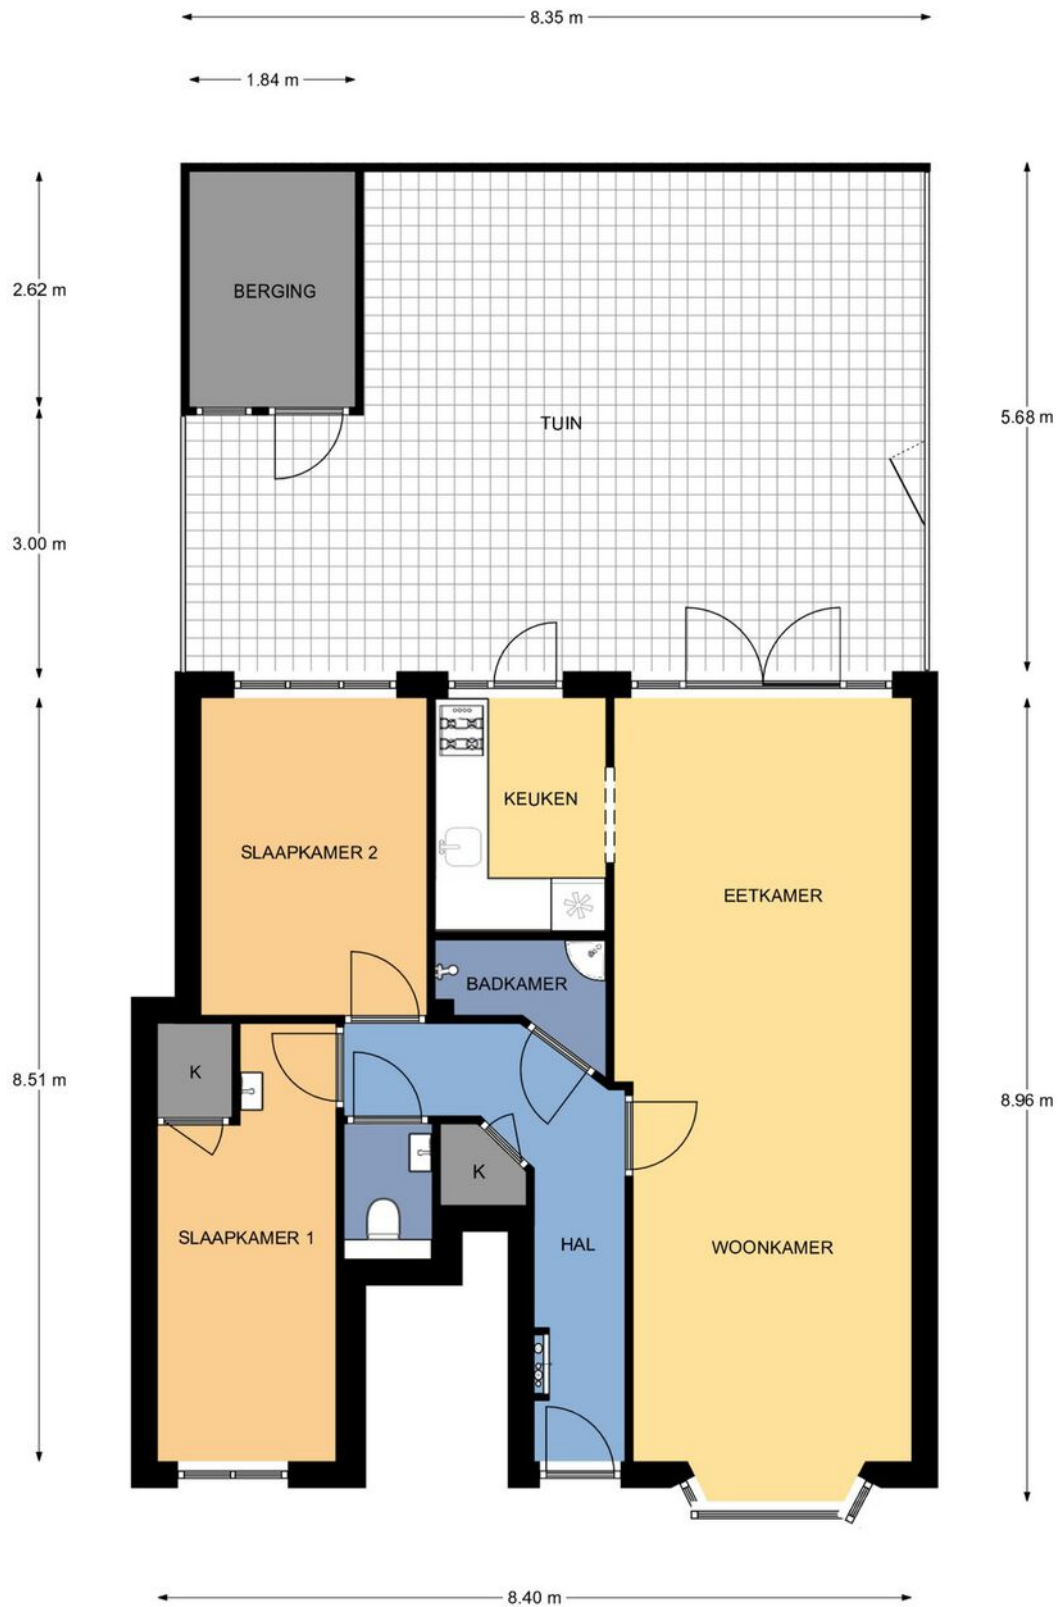 8.35 m
1.84 m
2.62 m
BERGING
5.68 m
TUIN
3.00 m
KEUKEN
SLAAPKAMER 2
EETKAMER
BADKAMER
K
8.51 m
8.96 m
K
SLAAPKAMER 1
HAL
WOONKAMER
8.40 m